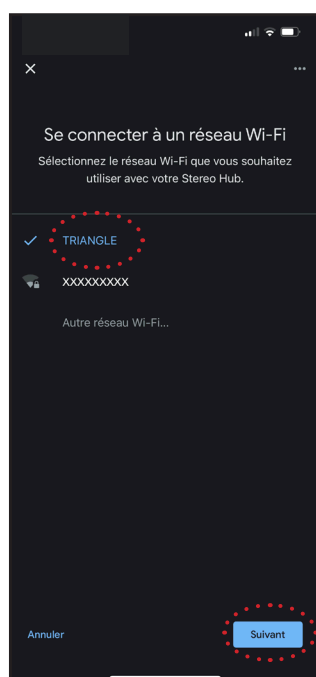 Se connecter à un réseau Wi-Fi
Sélectionnez le réseau Wi-Fi que vous souhaitez
utiliser avec votre Stereo Hub.
TRIANGLE
XXXXXXXXX
Autre réseau Wi-Fi...
Annuler
Suivant